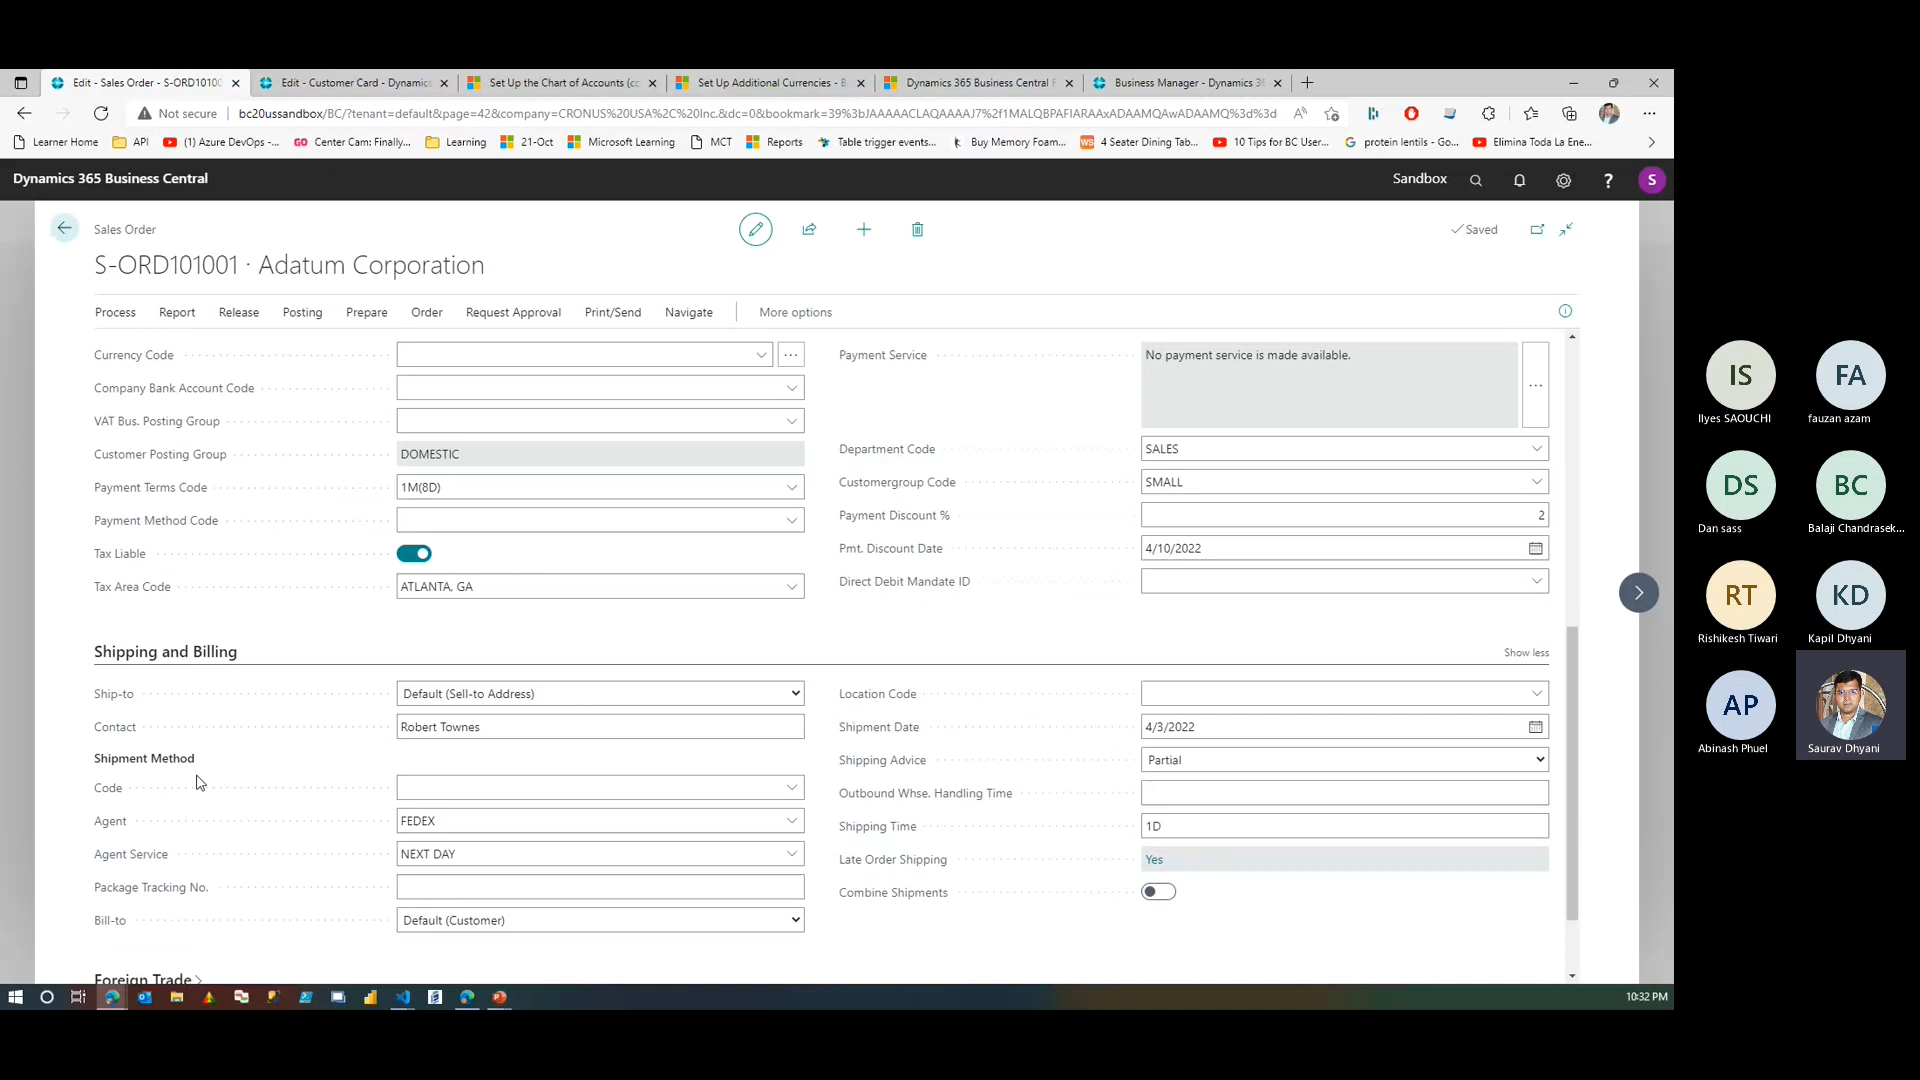 Edit - Sales Order - S-ORD10100
Edit - Customer Card - Dynamics
Set Up the Chart of Accounts (co
Set Up Additional Currencies - B
Dynamics 365 Business Central F
Business Manager - Dynamics 36
Not secure
bc20ussandbox/BC/?tenant=default&page=42&company=CRONUS%20USA%2C%20Inc.&dc=0&bookmark=39%3bJAAAAACLAQAAAAJ7%2f1MALQBPAFIARAAxADAAMQAwADAAMQ%3d%3d
Learner Home
API
(1) Azure DevOps -...
GO Center Cam: Finally...
Learning
21-Oct
Microsoft Learning
MCT
Reports
Table trigger events...
Buy Memory Foam...
WS 4 Seater Dining Tab...
10 Tips for BC User...
protein lentils - Go...
Elimina Toda La Ene...
Dynamics 365 Business Central
Sandbox
S
Sales Order
Saved
S-ORD101001 · Adatum Corporation
Process Report Release Posting Prepare Order Request Approval Print/Send Navigate More options
Currency Code
Company Bank Account Code
VAT Bus. Posting Group
Customer Posting Group DOMESTIC
Payment Terms Code 1M(8D)
Payment Method Code
Tax Liable
Tax Area Code ATLANTA, GA
Payment Service No payment service is made available.
Department Code SALES
Customergroup Code SMALL
Payment Discount % 2
Pmt. Discount Date 4/10/2022
Direct Debit Mandate ID
Shipping and Billing Show less
Ship-to Default (Sell-to Address)
Contact Robert Townes
Shipment Method
Code
Agent FEDEX
Agent Service NEXT DAY
Package Tracking No.
Bill-to Default (Customer)
Location Code
Shipment Date 4/3/2022
Shipping Advice Partial
Outbound Whse. Handling Time
Shipping Time 1D
Late Order Shipping Yes
Combine Shipments
Foreign Trade
10:32 PM
IS
Ilyes SAOUCHI
FA
fauzan azam
DS
Dan sass
BC
Balaji Chandrasek...
RT
Rishikesh Tiwari
KD
Kapil Dhyani
AP
Abinash Phuel
Saurav Dhyani